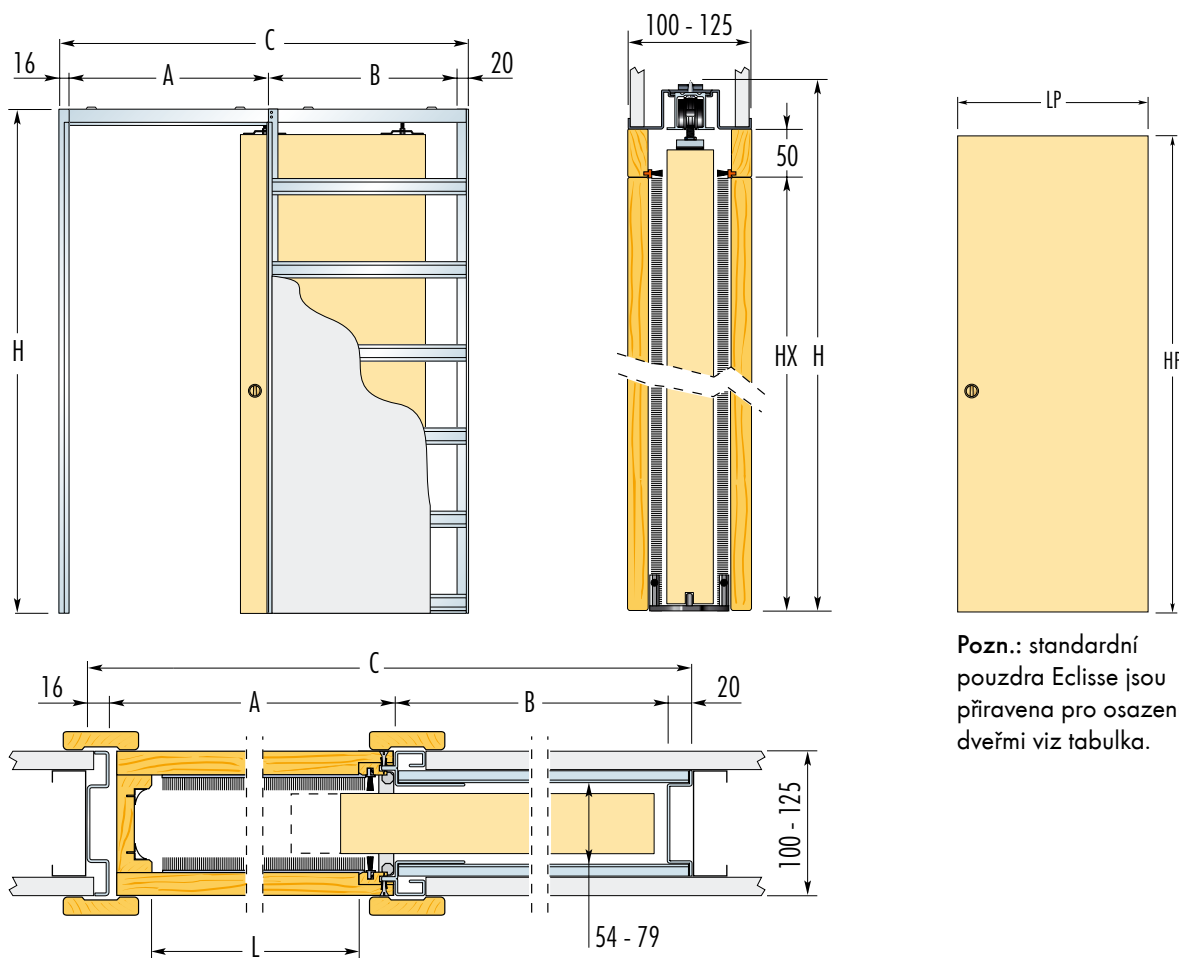 C
16
A
B
20
H
100 - 125
50
HX
H
LP
HP
Pozn.: standardní
pouzdra Eclisse jsou
přiravena pro osazen
dveřmi viz tabulka.
C
16
A
B
20
100 - 125
54 - 79
L